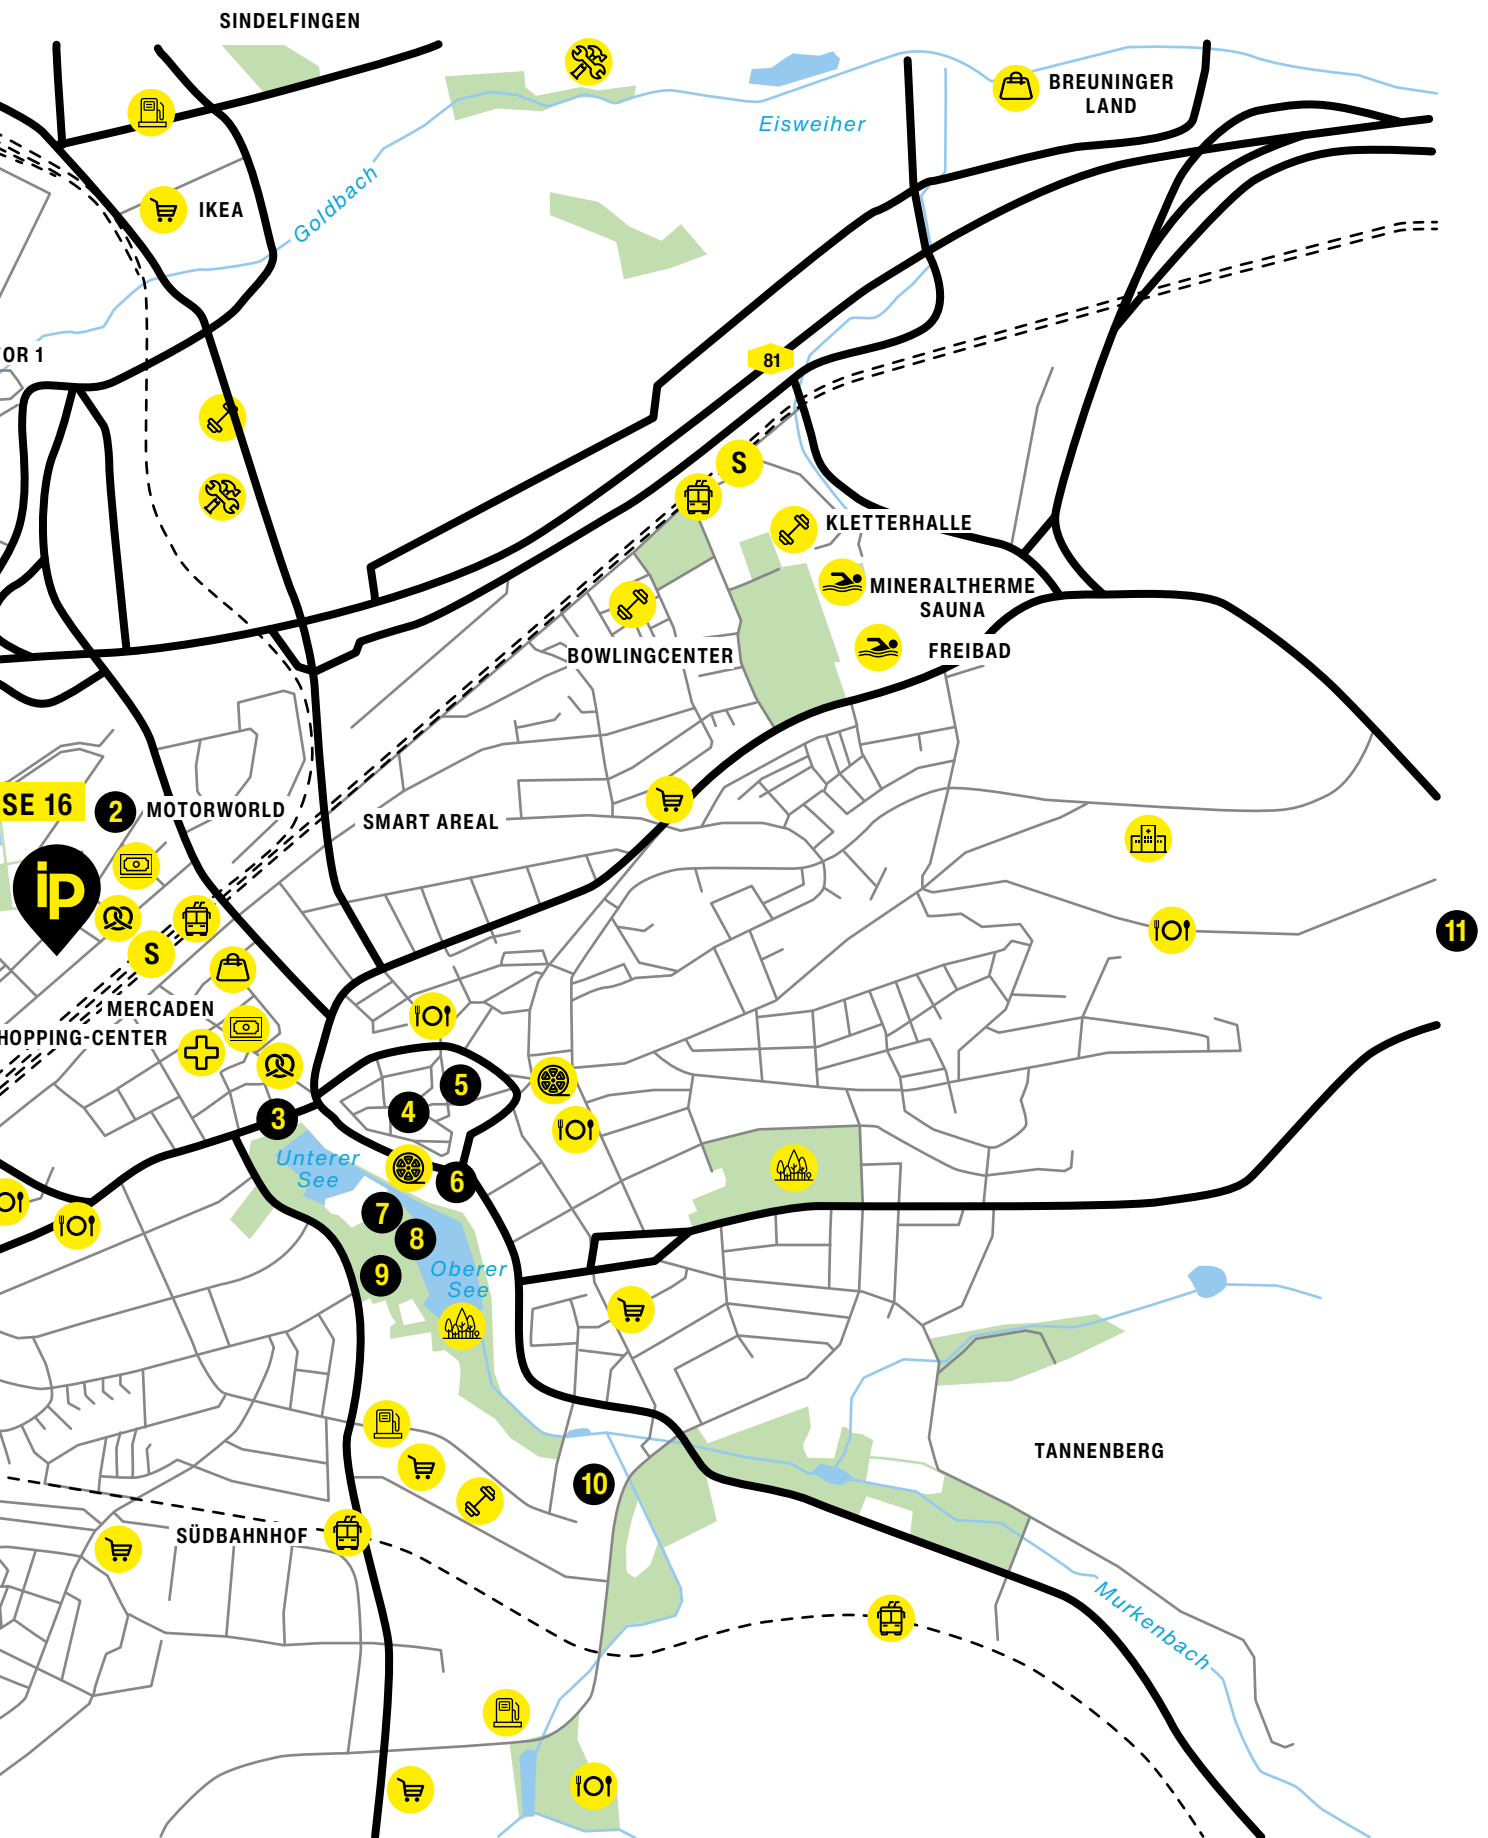 SINDELFINGEN
BREUNINGER
LAND
Eisweiher
Goldbach
IKEA
OR 1
81
S
KLETTERHALLE
MINERALTHERME
SAUNA
FREIBAD
BOWLINGCENTER
SE 16
2
MOTORWORLD
SMART AREAL
ip
S
11
MERCADEN
HOPPING-CENTER
5
4
3
Unterer
See
6
7
8
9
Oberer
See
TANNENBERG
10
SÜDBAHNHOF
Murkenbach